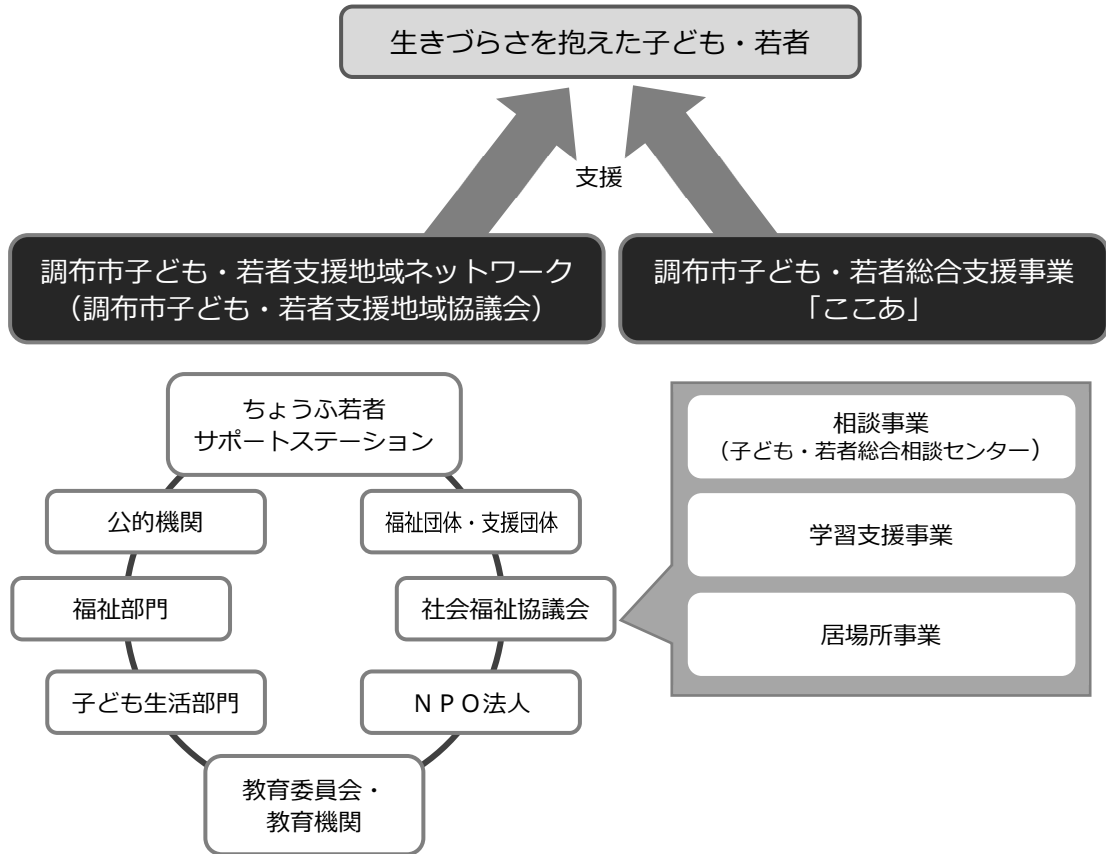 生きづらさを抱えた子ども・若者
支援
調布市子ども・若者支援地域ネットワーク
（調布市子ども・若者支援地域協議会）
調布市子ども・若者総合支援事業
「ここあ」
ちょうふ若者
サポートステーション
公的機関
福祉団体・支援団体
福祉部門
社会福祉協議会
子ども生活部門
ＮＰＯ法人
教育委員会・
教育機関
相談事業
（子ども・若者総合相談センター）
学習支援事業
居場所事業